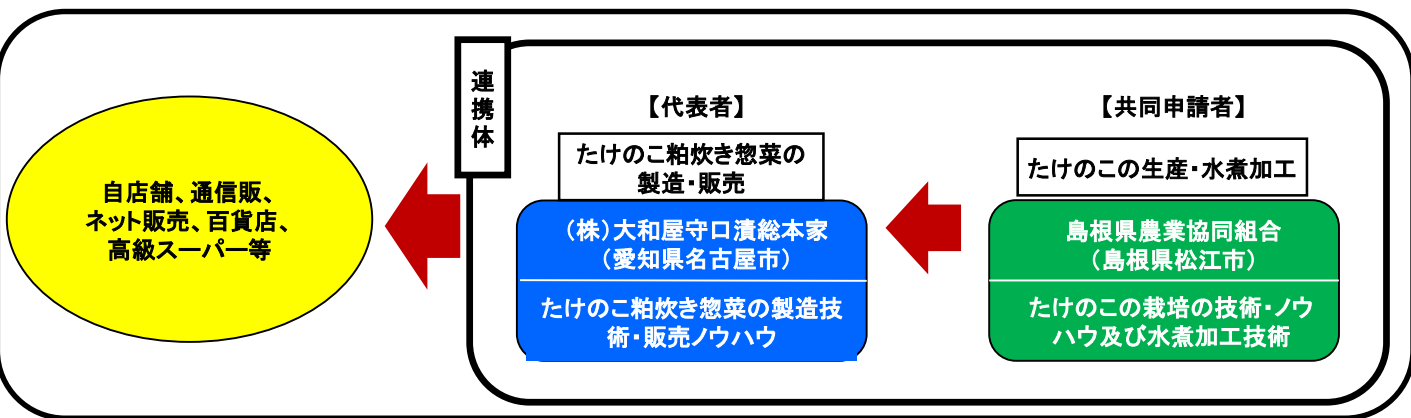 連
携
体
【代表者】
たけのこ粕炊き惣菜の
製造・販売
(株)大和屋守口漬総本家
(愛知県名古屋市)
たけのこ粕炊き惣菜の製造技
術・販売ノウハウ
【共同申請者】
たけのこの生産・水煮加工
島根県農業協同組合
(島根県松江市)
たけのこの栽培の技術・ノウ
ハウ及び水煮加工技術
自店舗、通信販、
ネット販売、百貨店、
高級スーパー等